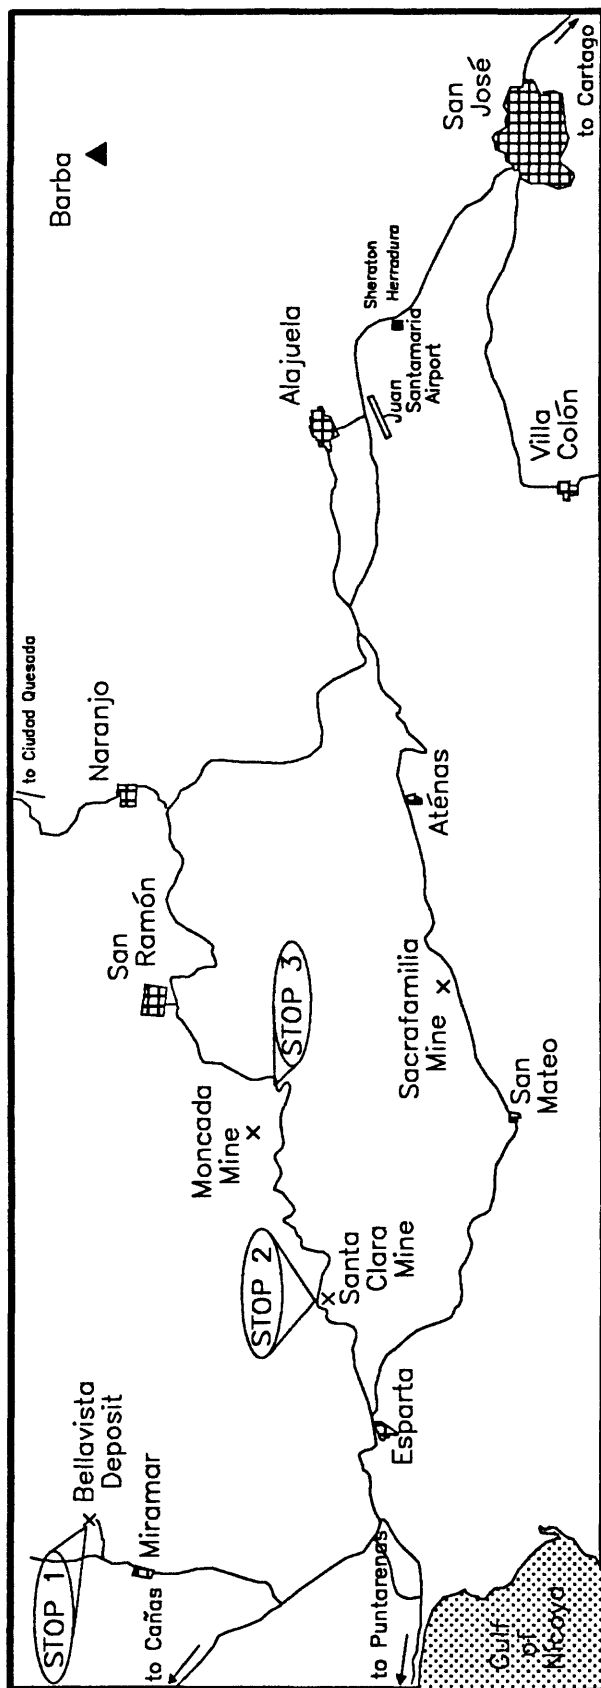 STOP 1
Bellavista
Deposit
Miramar
to Cañas
to Puntarenas
Gulf
of
Nicoya
Esparta
STOP 2
Santa
Clara
Mine
Moncada
Mine
STOP 3
San
Ramón
Naranjo
to Ciudad Quesada
San
Mateo
Sacrafamilia
Mine
Aténas
Alajuela
Juan
Santamaria
Airport
Sheraton
Herradura
Barba
Villa
Colón
San
José
to Cartago